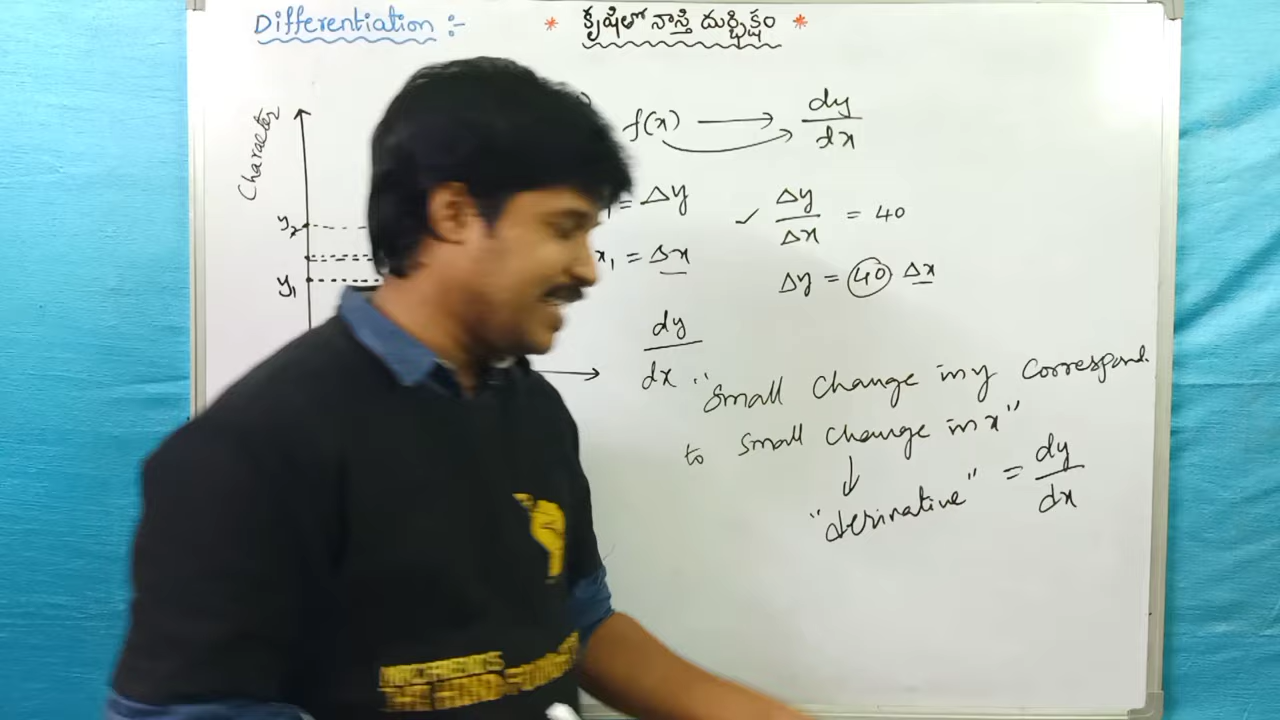 Differentiation :-
* కృషితో నాస్తి దుర్భిక్షం *
Character
y₂
y₁
f(x) → dy/dx
₁ = Δy
x₁ = Δx
Δy/Δx = 40
Δy = 40 Δx
dy/dx
"Small change in y Correspond.
to small change in x"
↓
"derivative" = dy/dx